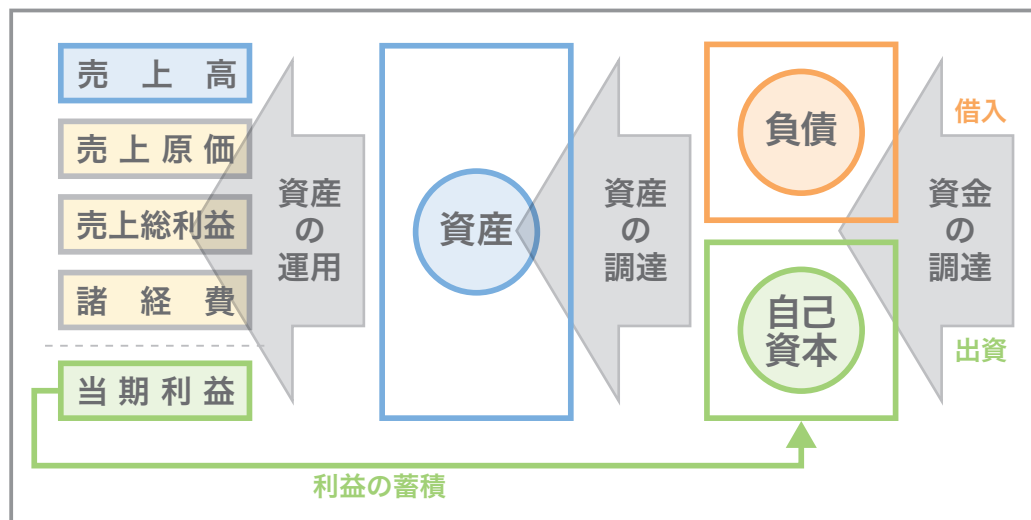 売上高
売上原価
売上総利益
諸経費
当期利益
資産
の
運用
資産
資産
の
調達
負債
自己
資本
借入
資金
の
調達
出資
利益の蓄積